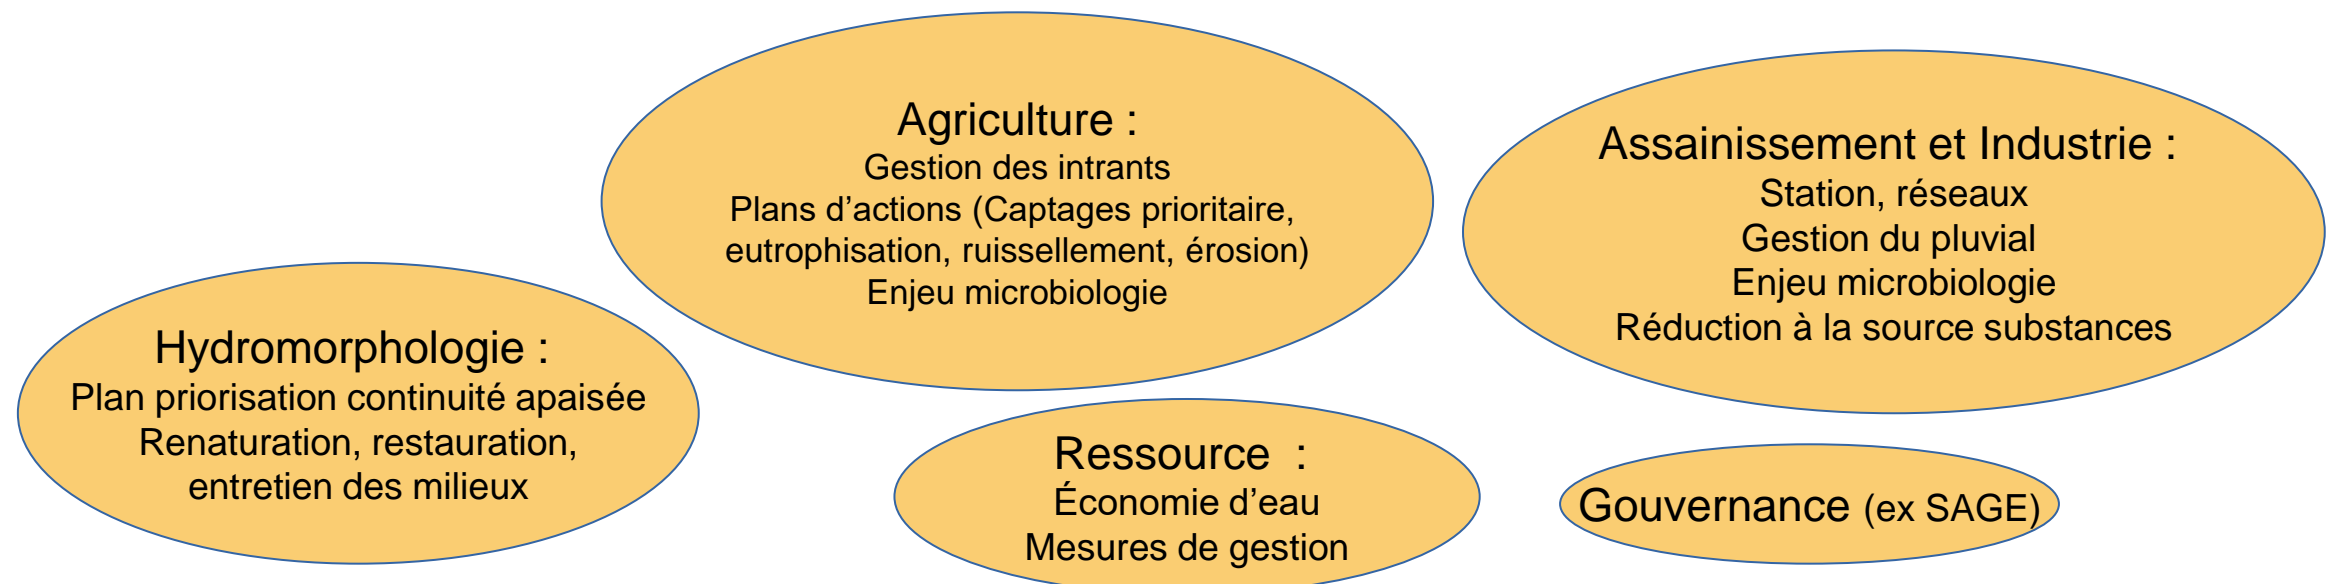 Agriculture :
Gestion des intrants
Plans d’actions (Captages prioritaire,
eutrophisation, ruissellement, érosion)
Enjeu microbiologie
Assainissement et Industrie :
Station, réseaux
Gestion du pluvial
Enjeu microbiologie
Réduction à la source substances
Hydromorphologie :
Plan priorisation continuité apaisée
Renaturation, restauration,
entretien des milieux
Ressource :
Économie d’eau
Mesures de gestion
Gouvernance (ex SAGE)